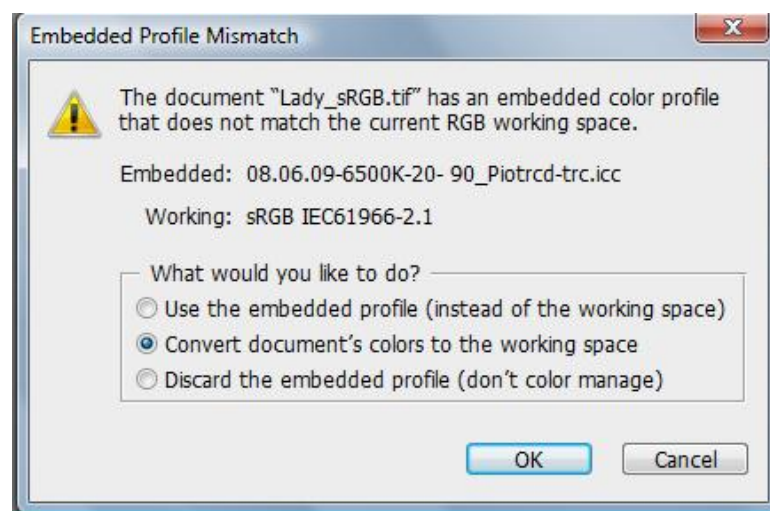 Embedded Profile Mismatch
The document “Lady_sRGB.tif” has an embedded color profile
that does not match the current RGB working space.
Embedded: 08.06.09-6500K-20- 90_Piotrcd-trc.icc
Working: sRGB IEC61966-2.1
What would you like to do?
Use the embedded profile (instead of the working space)
Convert document’s colors to the working space
Discard the embedded profile (don’t color manage)
OK Cancel